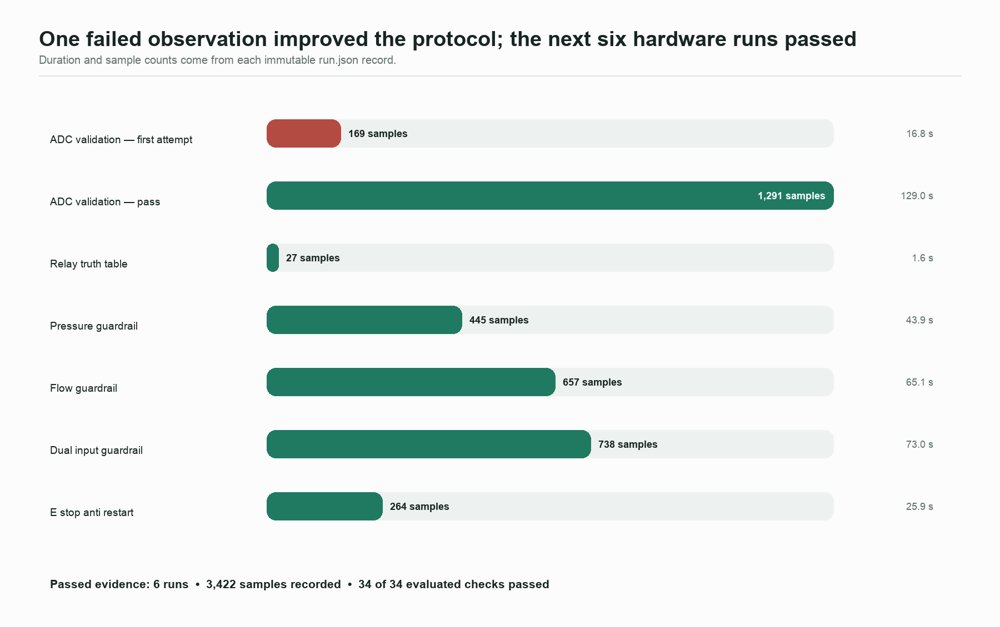 One failed observation improved the protocol; the next six hardware runs passed
Duration and sample counts come from each immutable run.json record.
ADC validation — first attempt 169 samples 16.8 s
ADC validation — pass 1,291 samples 129.0 s
Relay truth table 27 samples 1.6 s
Pressure guardrail 445 samples 43.9 s
Flow guardrail 657 samples 65.1 s
Dual input guardrail 738 samples 73.0 s
E stop anti restart 264 samples 25.9 s
Passed evidence: 6 runs • 3,422 samples recorded • 34 of 34 evaluated checks passed